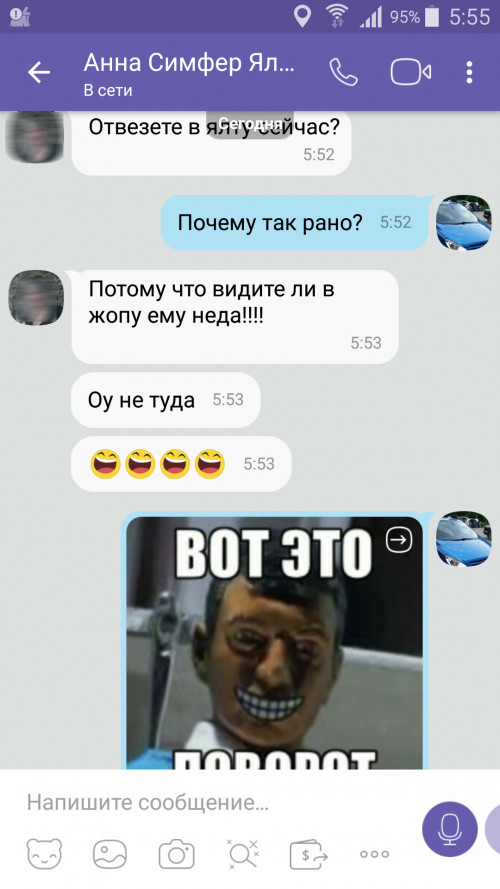 95% 5:55
Анна Симфер Ял...
В сети
Сегодня
Отвезете в ялту сейчас?
5:52
Почему так рано? 5:52
Потому что видите ли в
жопу ему неда!!!!
5:53
Оу не туда 5:53
5:53
ВОТ ЭТО
ПОВОРОТ
Напишите сообщение...